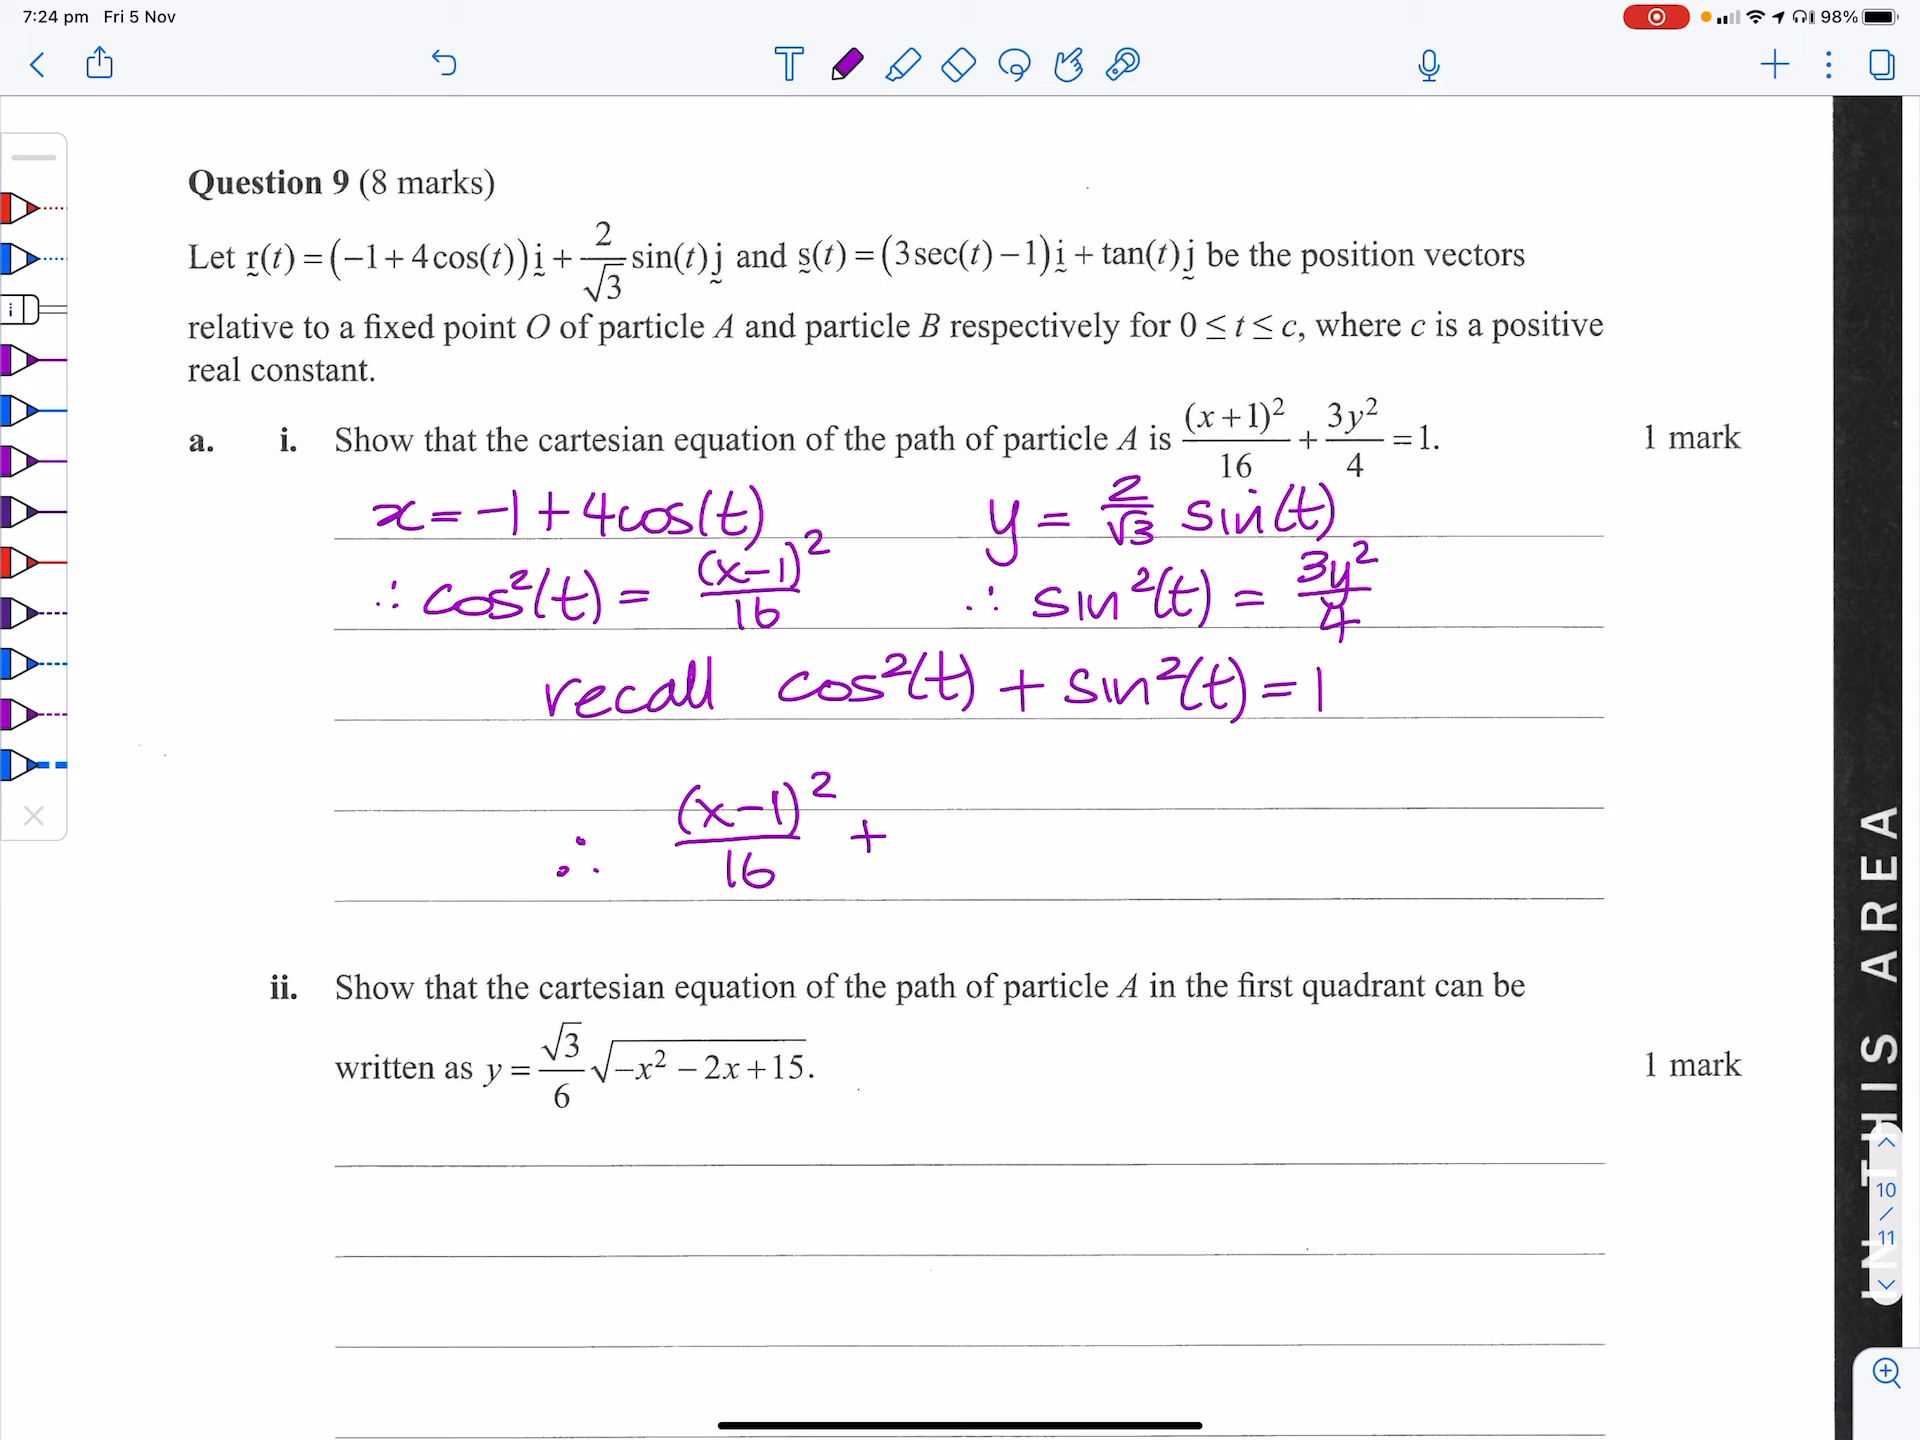 7:24 pm Fri 5 Nov
98%
Question 9 (8 marks)
Let r(t) = (−1 + 4cos(t)) i + 2/√3 sin(t) j and s(t) = (3sec(t) − 1) i + tan(t) j be the position vectors
relative to a fixed point O of particle A and particle B respectively for 0 ≤ t ≤ c, where c is a positive
real constant.
a. i. Show that the cartesian equation of the path of particle A is (x + 1)²/16 + 3y²/4 = 1. 1 mark
x = −1 + 4cos(t) y = 2/√3 sin(t)
∴ cos²(t) = (x−1)²/16 ∴ sin²(t) = 3y²/4
recall cos²(t) + sin²(t) = 1
∴ (x−1)²/16 +
ii. Show that the cartesian equation of the path of particle A in the first quadrant can be
written as y = √3/6 √(−x² − 2x + 15). 1 mark
IN THIS AREA
10
/
11